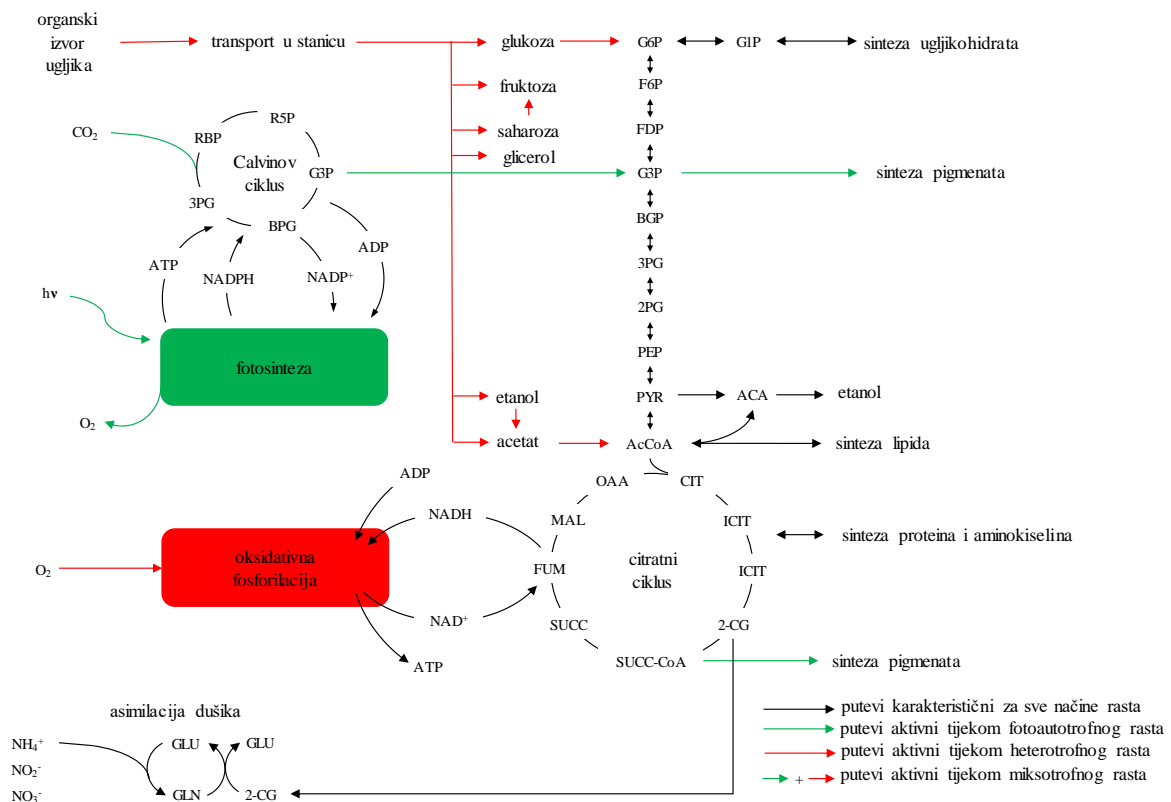 organski
izvor
ugljika
transport u stanicu
glukoza
G6P
G1P
sinteza ugljikohidrata
fruktoza
F6P
saharoza
FDP
glicerol
CO2
RBP
R5P
Calvinov
ciklus
G3P
G3P
sinteza pigmenata
3PG
BPG
BGP
ATP
NADPH
NADP+
ADP
3PG
hν
2PG
fotosinteza
PEP
O2
etanol
PYR
ACA
etanol
acetat
AcCoA
sinteza lipida
ADP
OAA
CIT
NADH
MAL
ICIT
sinteza proteina i aminokiselina
O2
oksidativna
fosforilacija
FUM
citratni
ciklus
ICIT
NAD+
SUCC
2-CG
ATP
SUCC-CoA
sinteza pigmenata
asimilacija dušika
NH4+
GLU
GLU
NO2-
NO3-
GLN
2-CG
putevi karakteristični za sve načine rasta
putevi aktivni tijekom fotoautotrofnog rasta
putevi aktivni tijekom heterotrofnog rasta
+ putevi aktivni tijekom miksotrofnog rasta